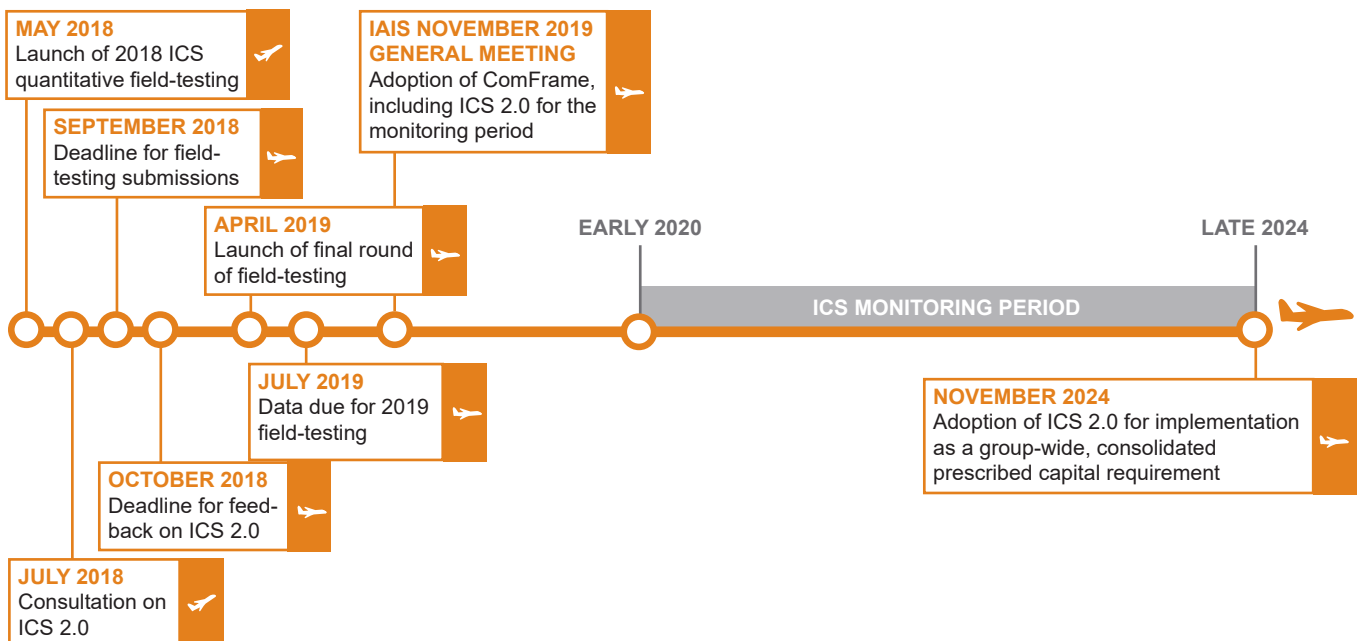 MAY 2018
Launch of 2018 ICS
quantitative field-testing
IAIS NOVEMBER 2019
GENERAL MEETING
Adoption of ComFrame,
including ICS 2.0 for the
monitoring period
SEPTEMBER 2018
Deadline for field-
testing submissions
APRIL 2019
Launch of final round
of field-testing
EARLY 2020
LATE 2024
ICS MONITORING PERIOD
JULY 2019
Data due for 2019
field-testing
NOVEMBER 2024
Adoption of ICS 2.0 for implementation
as a group-wide, consolidated
prescribed capital requirement
OCTOBER 2018
Deadline for feed-
back on ICS 2.0
JULY 2018
Consultation on
ICS 2.0